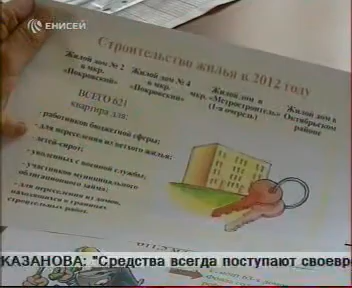 ЕНИСЕЙ
Строительство жилья в 2012 году
Жилой дом № 2
в мкр.
«Покровский»
Жилой дом № 4
в мкр.
«Покровский»
Жилой дом в
мкр. «Метростроитель»
(1-я очередь)
Жилой дом в
Октябрьском
районе
ВСЕГО 621
квартира для:
- работников бюджетной сферы;
- для переселения из ветхого жилья;
- детей-сирот;
- уволенных с военной службы;
- участников муниципального
облигационного займа;
- для переселения из домов,
находящихся в границах
строительных работ.
КАЗАНОВА: "Средства всегда поступают своевре